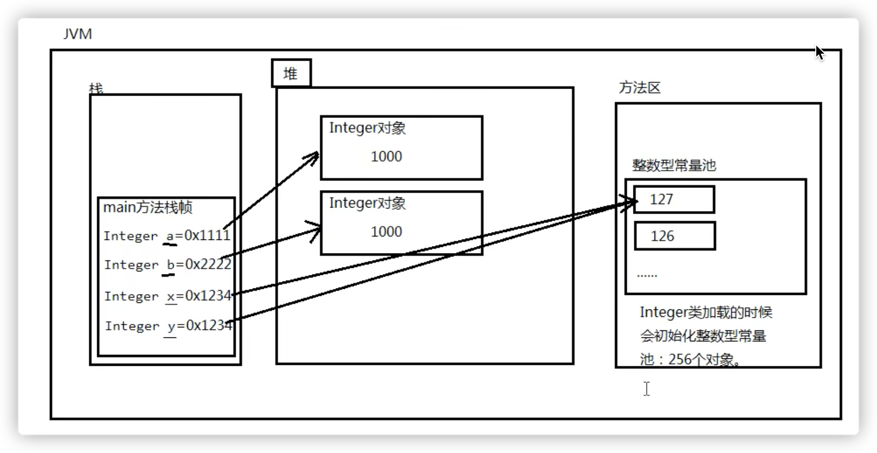 JVM
栈
堆
方法区
main方法栈帧
Integer a=0x1111
Integer b=0x2222
Integer x=0x1234
Integer y=0x1234
Integer对象
1000
Integer对象
1000
整数型常量池
127
126
......
Integer类加载的时候
会初始化整数型常量
池：256个对象。